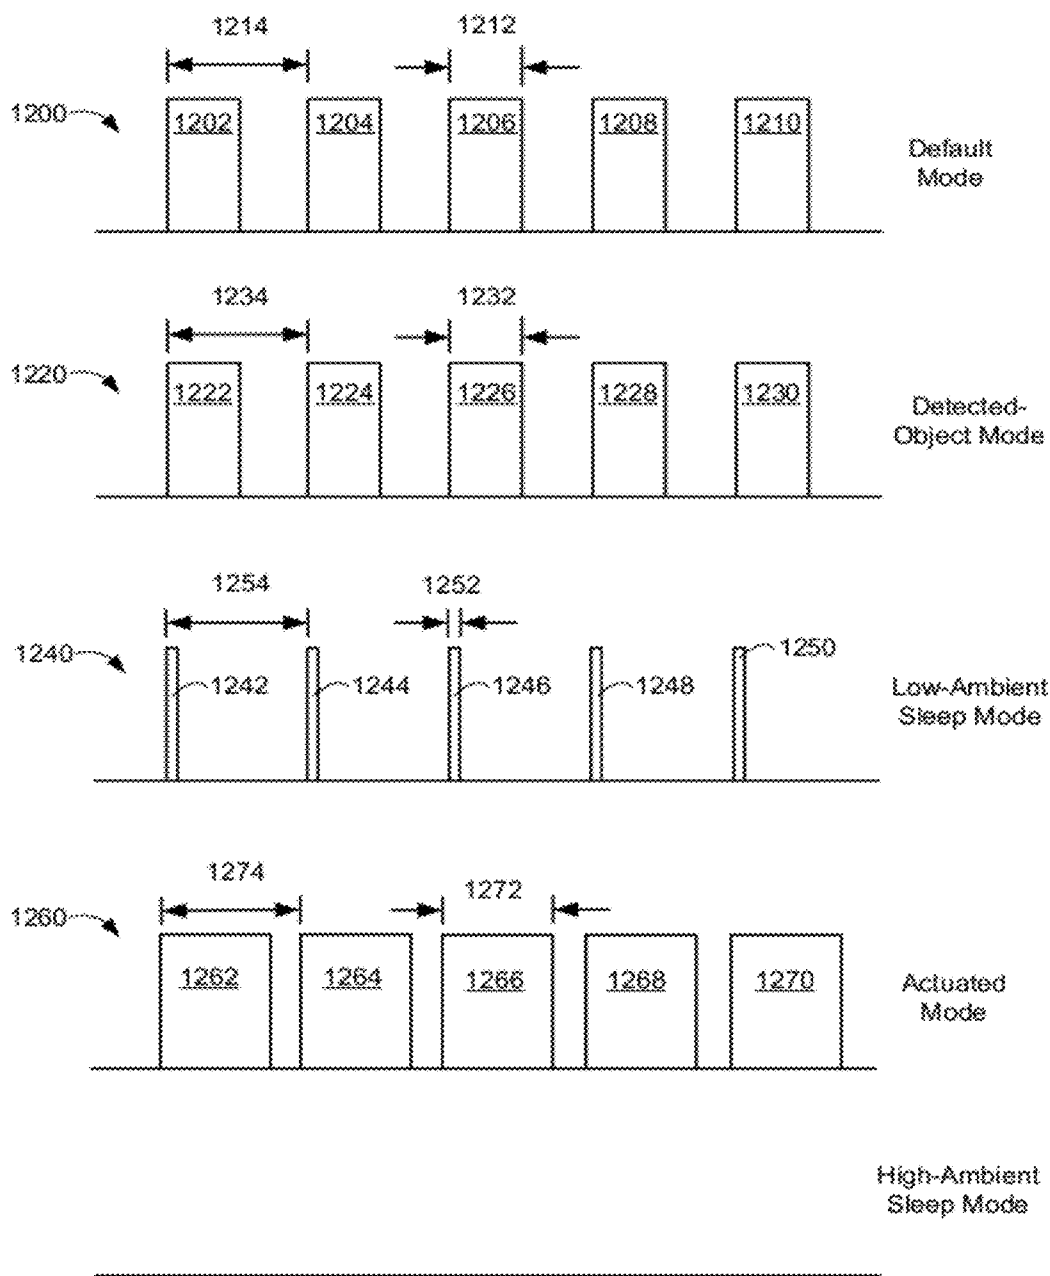 1214 1212
1200
1202 1204 1206 1208 1210
Default
Mode
1234 1232
1220
1222 1224 1226 1228 1230
Detected-
Object Mode
1254 1252
1240
1242 1244 1246 1248 1250
Low-Ambient
Sleep Mode
1274 1272
1260
1262 1264 1266 1268 1270
Actuated
Mode
High-Ambient
Sleep Mode